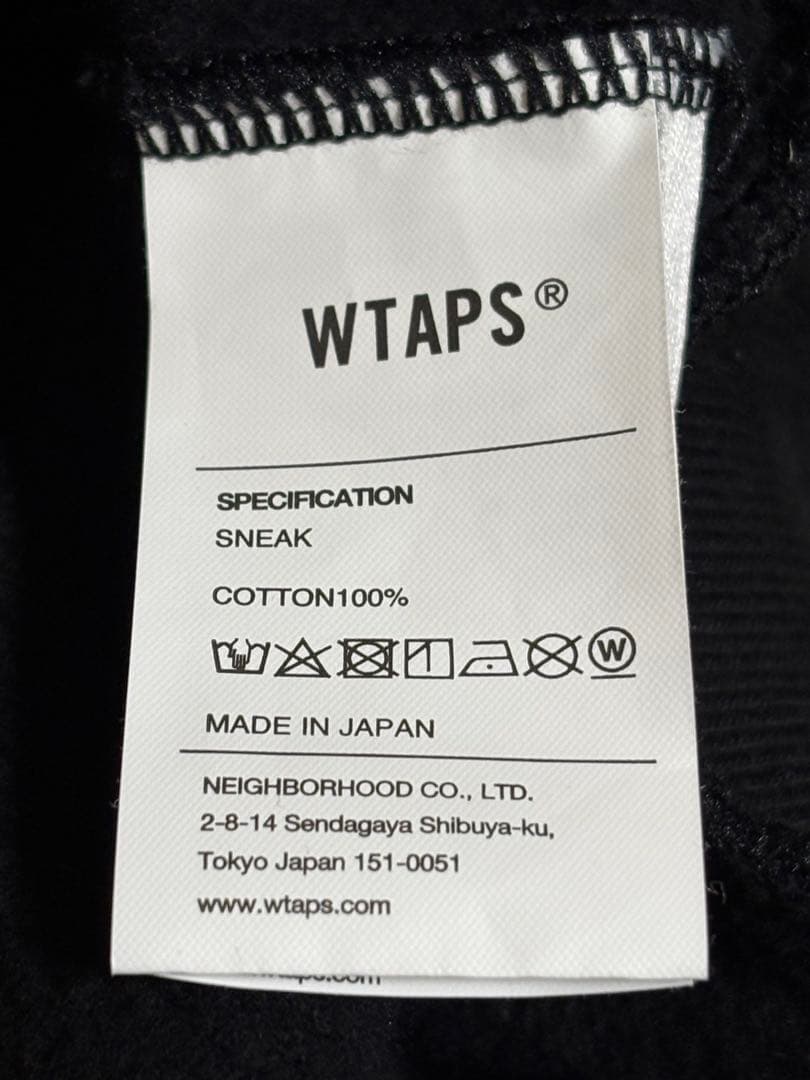 WTAPS®
SPECIFICATION
SNEAK
COTTON100%
W
MADE IN JAPAN
NEIGHBORHOOD CO., LTD.
2-8-14 Sendagaya Shibuya-ku,
Tokyo Japan 151-0051
www.wtaps.com